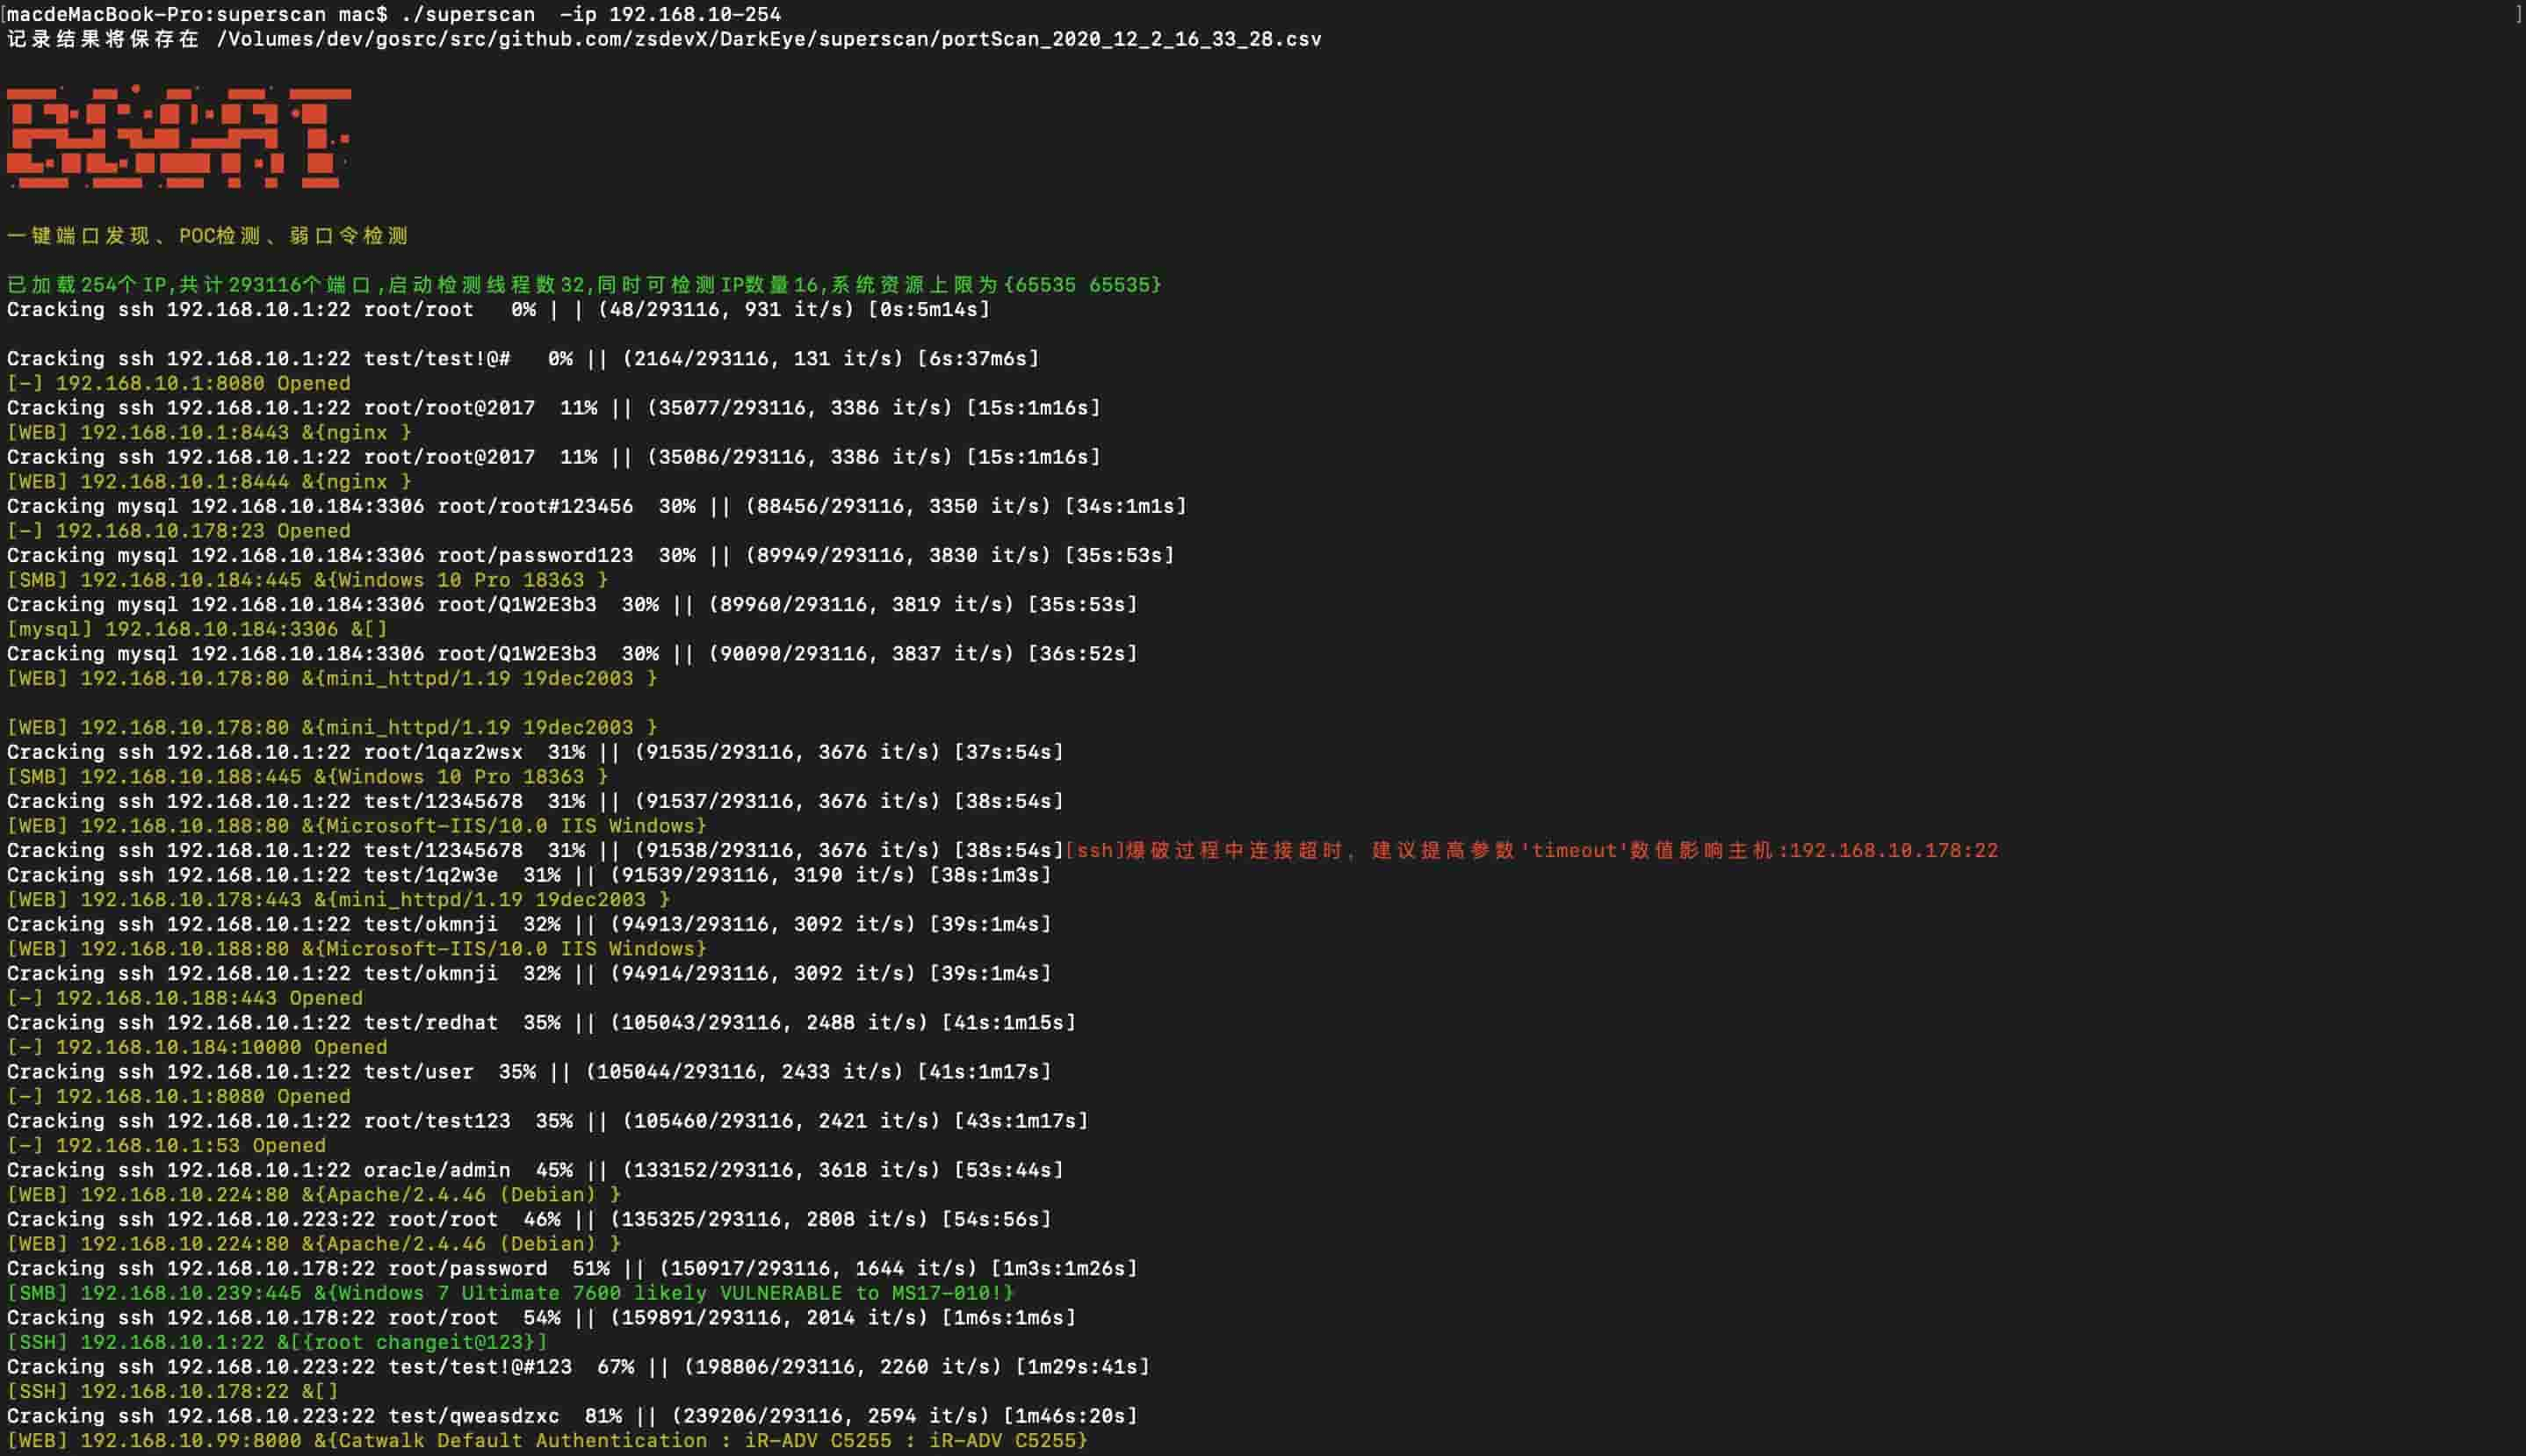 [macdeMacBook-Pro:superscan mac$ ./superscan  -ip 192.168.10-254 ]
记录结果将保存在 /Volumes/dev/gosrc/src/github.com/zsdevX/DarkEye/superscan/portScan_2020_12_2_16_33_28.csv
一键端口发现、POC检测、弱口令检测
已加载254个IP,共计293116个端口,启动检测线程数32,同时可检测IP数量16,系统资源上限为{65535 65535}
Cracking ssh 192.168.10.1:22 root/root   0% | | (48/293116, 931 it/s) [0s:5m14s]
Cracking ssh 192.168.10.1:22 test/test!@#   0% || (2164/293116, 131 it/s) [6s:37m6s]
[-] 192.168.10.1:8080 Opened
Cracking ssh 192.168.10.1:22 root/root@2017  11% || (35077/293116, 3386 it/s) [15s:1m16s]
[WEB] 192.168.10.1:8443 &{nginx }
Cracking ssh 192.168.10.1:22 root/root@2017  11% || (35086/293116, 3386 it/s) [15s:1m16s]
[WEB] 192.168.10.1:8444 &{nginx }
Cracking mysql 192.168.10.184:3306 root/root#123456  30% || (88456/293116, 3350 it/s) [34s:1m1s]
[-] 192.168.10.178:23 Opened
Cracking mysql 192.168.10.184:3306 root/password123  30% || (89949/293116, 3830 it/s) [35s:53s]
[SMB] 192.168.10.184:445 &{Windows 10 Pro 18363 }
Cracking mysql 192.168.10.184:3306 root/Q1W2E3b3  30% || (89960/293116, 3819 it/s) [35s:53s]
[mysql] 192.168.10.184:3306 &[]
Cracking mysql 192.168.10.184:3306 root/Q1W2E3b3  30% || (90090/293116, 3837 it/s) [36s:52s]
[WEB] 192.168.10.178:80 &{mini_httpd/1.19 19dec2003 }
[WEB] 192.168.10.178:80 &{mini_httpd/1.19 19dec2003 }
Cracking ssh 192.168.10.1:22 root/1qaz2wsx  31% || (91535/293116, 3676 it/s) [37s:54s]
[SMB] 192.168.10.188:445 &{Windows 10 Pro 18363 }
Cracking ssh 192.168.10.1:22 test/12345678  31% || (91537/293116, 3676 it/s) [38s:54s]
[WEB] 192.168.10.188:80 &{Microsoft-IIS/10.0 IIS Windows}
Cracking ssh 192.168.10.1:22 test/12345678  31% || (91538/293116, 3676 it/s) [38s:54s][ssh]爆破过程中连接超时, 建议提高参数'timeout'数值影响主机:192.168.10.178:22
Cracking ssh 192.168.10.1:22 test/1q2w3e  31% || (91539/293116, 3190 it/s) [38s:1m3s]
[WEB] 192.168.10.178:443 &{mini_httpd/1.19 19dec2003 }
Cracking ssh 192.168.10.1:22 test/okmnji  32% || (94913/293116, 3092 it/s) [39s:1m4s]
[WEB] 192.168.10.188:80 &{Microsoft-IIS/10.0 IIS Windows}
Cracking ssh 192.168.10.1:22 test/okmnji  32% || (94914/293116, 3092 it/s) [39s:1m4s]
[-] 192.168.10.188:443 Opened
Cracking ssh 192.168.10.1:22 test/redhat  35% || (105043/293116, 2488 it/s) [41s:1m15s]
[-] 192.168.10.184:10000 Opened
Cracking ssh 192.168.10.1:22 test/user  35% || (105044/293116, 2433 it/s) [41s:1m17s]
[-] 192.168.10.1:8080 Opened
Cracking ssh 192.168.10.1:22 root/test123  35% || (105460/293116, 2421 it/s) [43s:1m17s]
[-] 192.168.10.1:53 Opened
Cracking ssh 192.168.10.1:22 oracle/admin  45% || (133152/293116, 3618 it/s) [53s:44s]
[WEB] 192.168.10.224:80 &{Apache/2.4.46 (Debian) }
Cracking ssh 192.168.10.223:22 root/root  46% || (135325/293116, 2808 it/s) [54s:56s]
[WEB] 192.168.10.224:80 &{Apache/2.4.46 (Debian) }
Cracking ssh 192.168.10.178:22 root/password  51% || (150917/293116, 1644 it/s) [1m3s:1m26s]
[SMB] 192.168.10.239:445 &{Windows 7 Ultimate 7600 likely VULNERABLE to MS17-010!}
Cracking ssh 192.168.10.178:22 root/root  54% || (159891/293116, 2014 it/s) [1m6s:1m6s]
[SSH] 192.168.10.1:22 &[{root changeit@123}]
Cracking ssh 192.168.10.223:22 test/test!@#123  67% || (198806/293116, 2260 it/s) [1m29s:41s]
[SSH] 192.168.10.178:22 &[]
Cracking ssh 192.168.10.223:22 test/qweasdzxc  81% || (239206/293116, 2594 it/s) [1m46s:20s]
[WEB] 192.168.10.99:8000 &{Catwalk Default Authentication : iR-ADV C5255 : iR-ADV C5255}